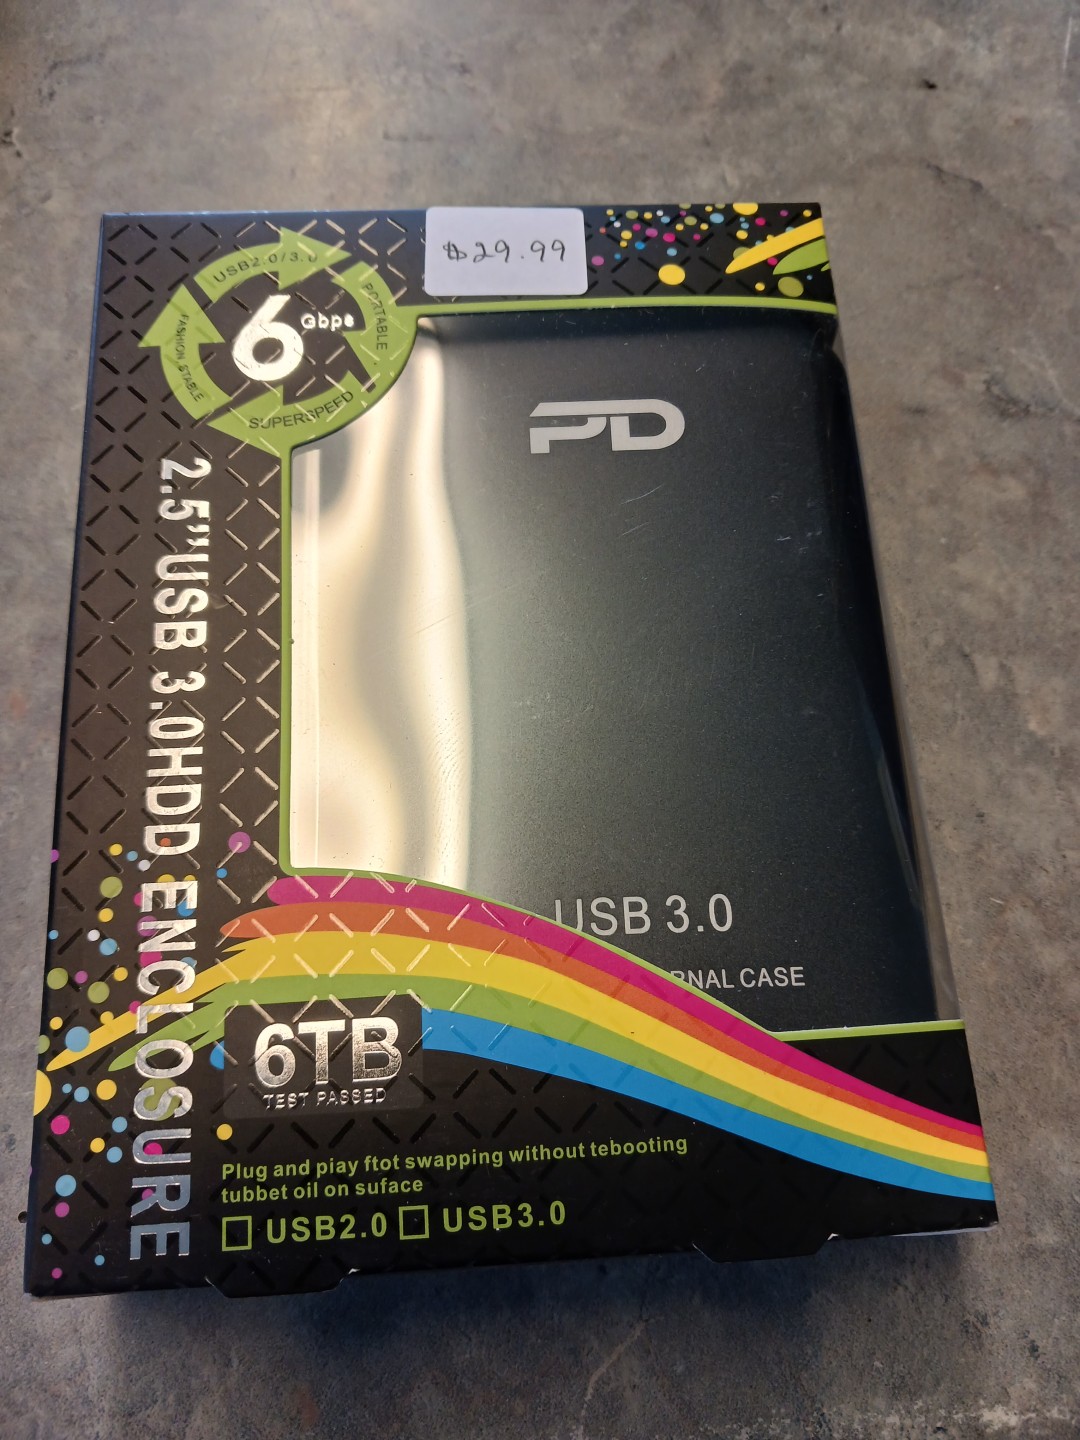 $29.99
USB2.0/3.0
PORTABLE
SUPERSPEED
FASHION STABLE
6Gbps
PD
2.5"USB 3.0HDD ENCLOSURE
USB 3.0
RNAL CASE
6TB
TEST PASSED
Plug and piay ftot swapping without tebooting
tubbet oil on suface
USB2.0 USB3.0